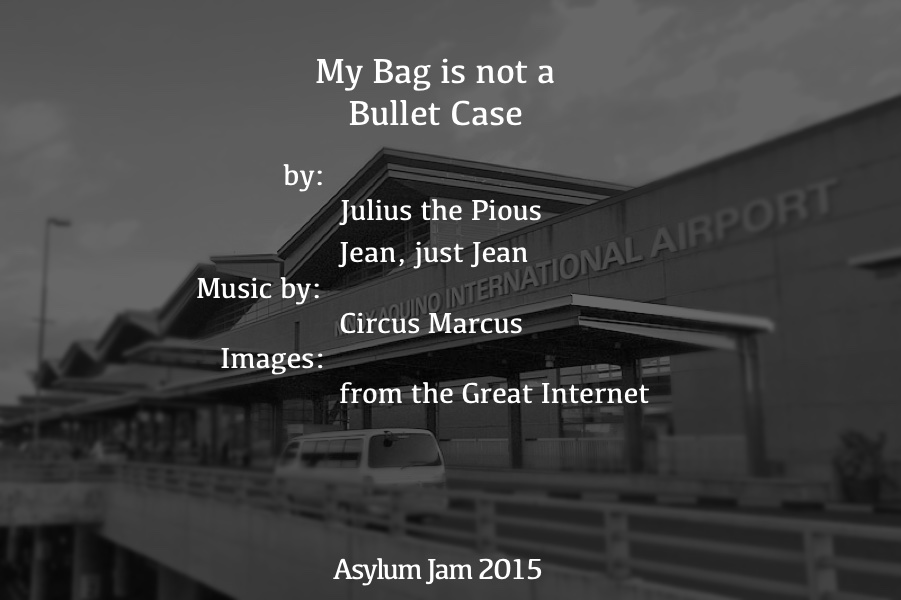 My Bag is not a
Bullet Case
by:
Julius the Pious
Jean, just Jean
Music by:
Circus Marcus
Images:
from the Great Internet
AQUINO INTERNATIONAL AIRPORT
Asylum Jam 2015